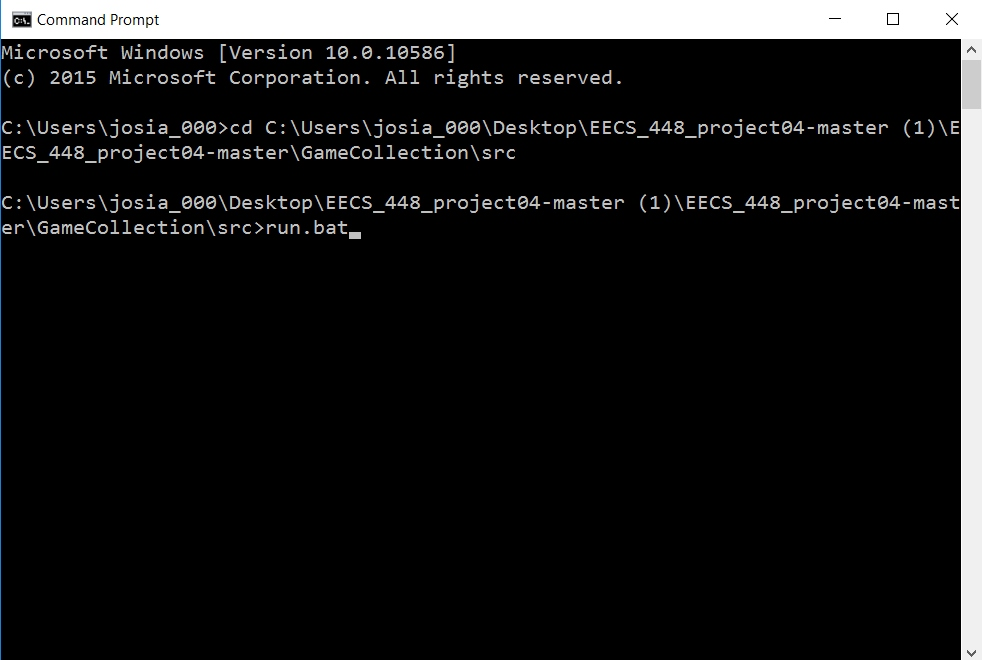 Command Prompt
Microsoft Windows [Version 10.0.10586]
(c) 2015 Microsoft Corporation. All rights reserved.
C:\Users\josia_000>cd C:\Users\josia_000\Desktop\EECS_448_project04-master (1)\E
ECS_448_project04-master\GameCollection\src
C:\Users\josia_000\Desktop\EECS_448_project04-master (1)\EECS_448_project04-mast
er\GameCollection\src>run.bat